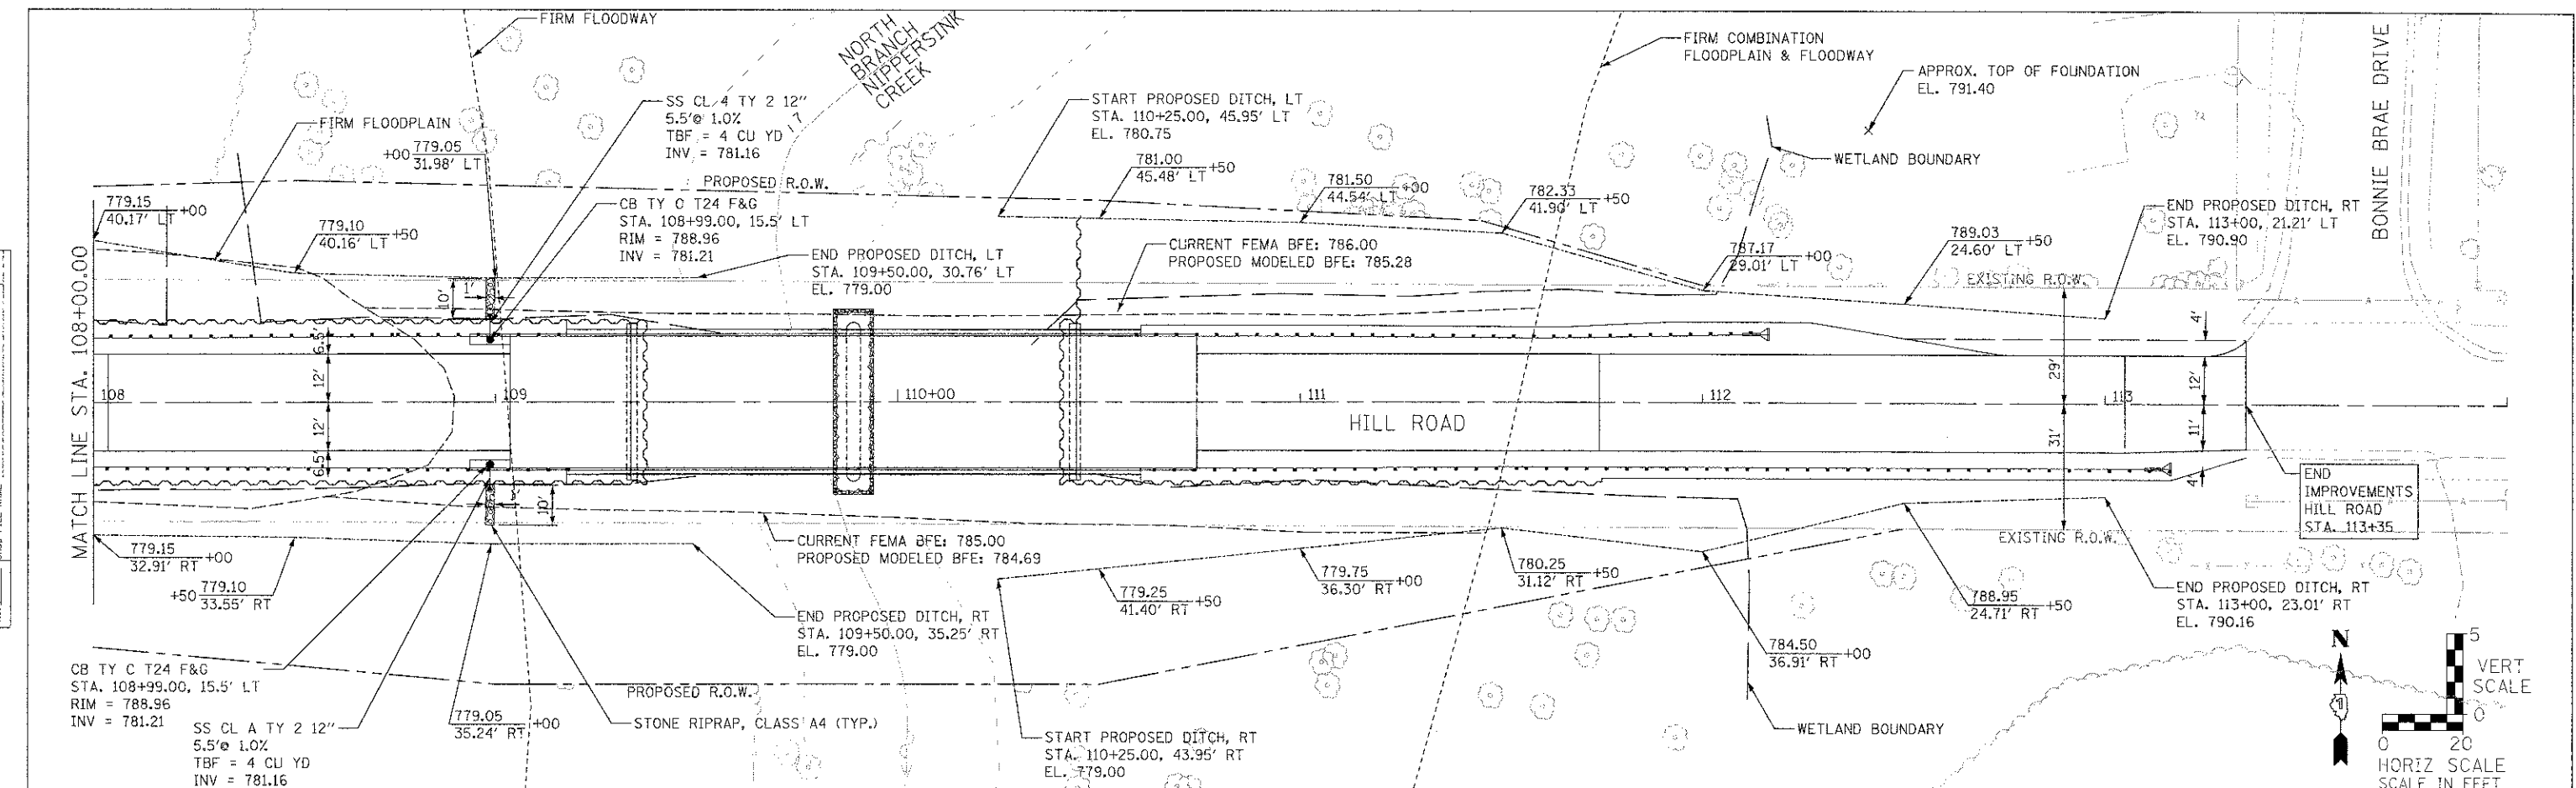 FIRM FLOODWAY
NORTH
BRANCH
NIPPERSINK
CREEK
FIRM COMBINATION
FLOODPLAIN & FLOODWAY
APPROX. TOP OF FOUNDATION
EL. 791.40
BONNIE BRAE DRIVE
FIRM FLOODPLAIN
+00 779.05
31.98' LT
SS CL 4 TY 2 12"
5.5'@ 1.0%
TBF = 4 CU YD
INV = 781.16
START PROPOSED DITCH, LT
STA. 110+25.00, 45.95' LT
EL. 780.75
WETLAND BOUNDARY
PROPOSED R.O.W.
CB TY C T24 F&G
STA. 108+99.00, 15.5' LT
RIM = 788.96
INV = 781.21
781.00 +50
45.48' LT
781.50 +00
44.54' LT
782.33 +50
41.90' LT
END PROPOSED DITCH, RT
STA. 113+00, 21.21' LT
EL. 790.90
779.15 +00
40.17' LT
779.10 +50
40.16' LT
END PROPOSED DITCH, LT
STA. 109+50.00, 30.76' LT
EL. 779.00
CURRENT FEMA BFE: 786.00
PROPOSED MODELED BFE: 785.28
787.17 +00
29.01' LT
789.03 +50
24.60' LT
EXISTING R.O.W.
MATCH LINE STA. 108+00.00
10'
1'
6.5'
12'
12'
6.5'
108
109
110+00
111
112
113
HILL ROAD
29'
31'
4'
12'
11'
4'
END
IMPROVEMENTS
HILL ROAD
STA. 113+35
10'
EXISTING R.O.W.
779.15 +00
32.91' RT
+50 779.10
33.55' RT
CURRENT FEMA BFE: 785.00
PROPOSED MODELED BFE: 784.69
END PROPOSED DITCH, RT
STA. 109+50.00, 35.25' RT
EL. 779.00
779.25 +50
41.40' RT
779.75 +00
36.30' RT
780.25 +50
31.12' RT
784.50 +00
36.91' RT
788.95 +50
24.71' RT
END PROPOSED DITCH, RT
STA. 113+00, 23.01' RT
EL. 790.16
CB TY C T24 F&G
STA. 108+99.00, 15.5' LT
RIM = 788.96
INV = 781.21
SS CL A TY 2 12"
5.5'@ 1.0%
TBF = 4 CU YD
INV = 781.16
779.05 +00
35.24' RT
PROPOSED R.O.W.
STONE RIPRAP, CLASS A4 (TYP.)
START PROPOSED DITCH, RT
STA. 110+25.00, 43.95' RT
EL. 779.00
WETLAND BOUNDARY
N
5
VERT
SCALE
0
0 20
HORIZ SCALE
SCALE IN FEET